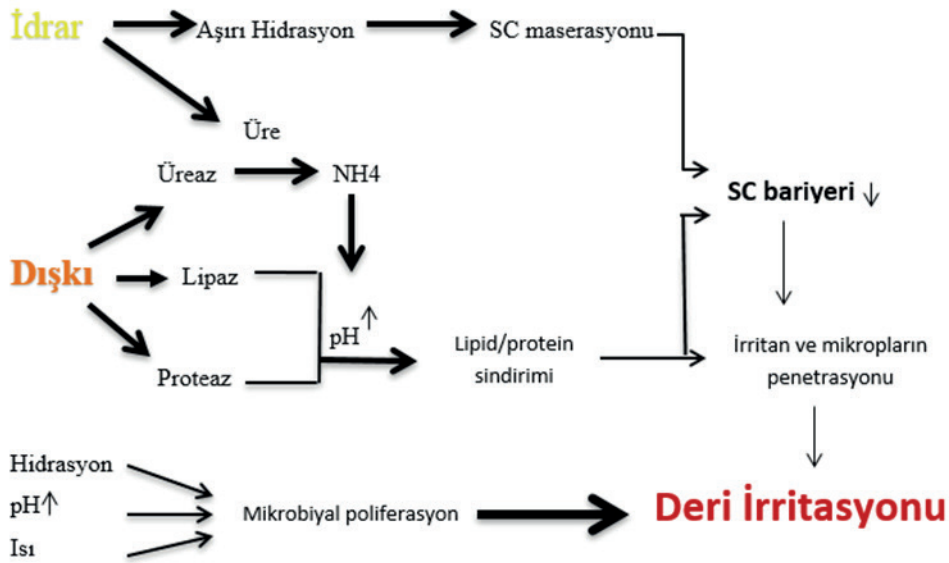 İdrar
Aşırı Hidrasyon
SC maserasyonu
Üre
Üreaz
NH4
SC bariyeri ↓
Dışkı
Lipaz
pH ↑
Lipid/protein
sindirimi
İrritan ve mikropların
penetrasyonu
Proteaz
Hidrasyon
pH↑
Isı
Mikrobiyal poliferasyon
Deri İrritasyonu